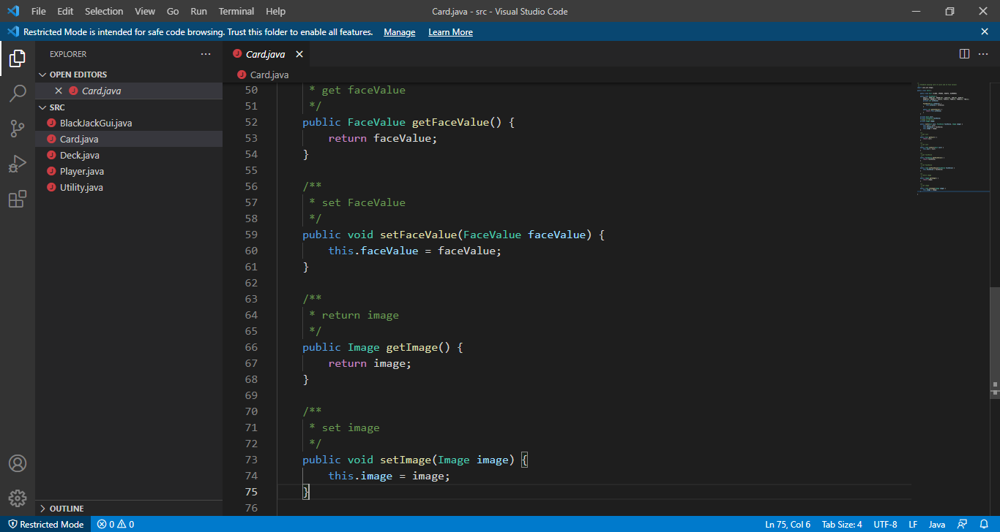 File Edit Selection View Go Run Terminal Help Card.java - src - Visual Studio Code
Restricted Mode is intended for safe code browsing. Trust this folder to enable all features. Manage Learn More
EXPLORER
OPEN EDITORS
Card.java
SRC
BlackJackGui.java
Card.java
Deck.java
Player.java
Utility.java
OUTLINE
Card.java
Card.java
50 * get faceValue
51 */
52 public FaceValue getFaceValue() {
53 return faceValue;
54 }
55
56 /**
57 * set FaceValue
58 */
59 public void setFaceValue(FaceValue faceValue) {
60 this.faceValue = faceValue;
61 }
62
63 /**
64 * return image
65 */
66 public Image getImage() {
67 return image;
68 }
69
70 /**
71 * set image
72 */
73 public void setImage(Image image) {
74 this.image = image;
75 }
76
Restricted Mode 0 0 Ln 75, Col 6 Tab Size: 4 UTF-8 LF Java